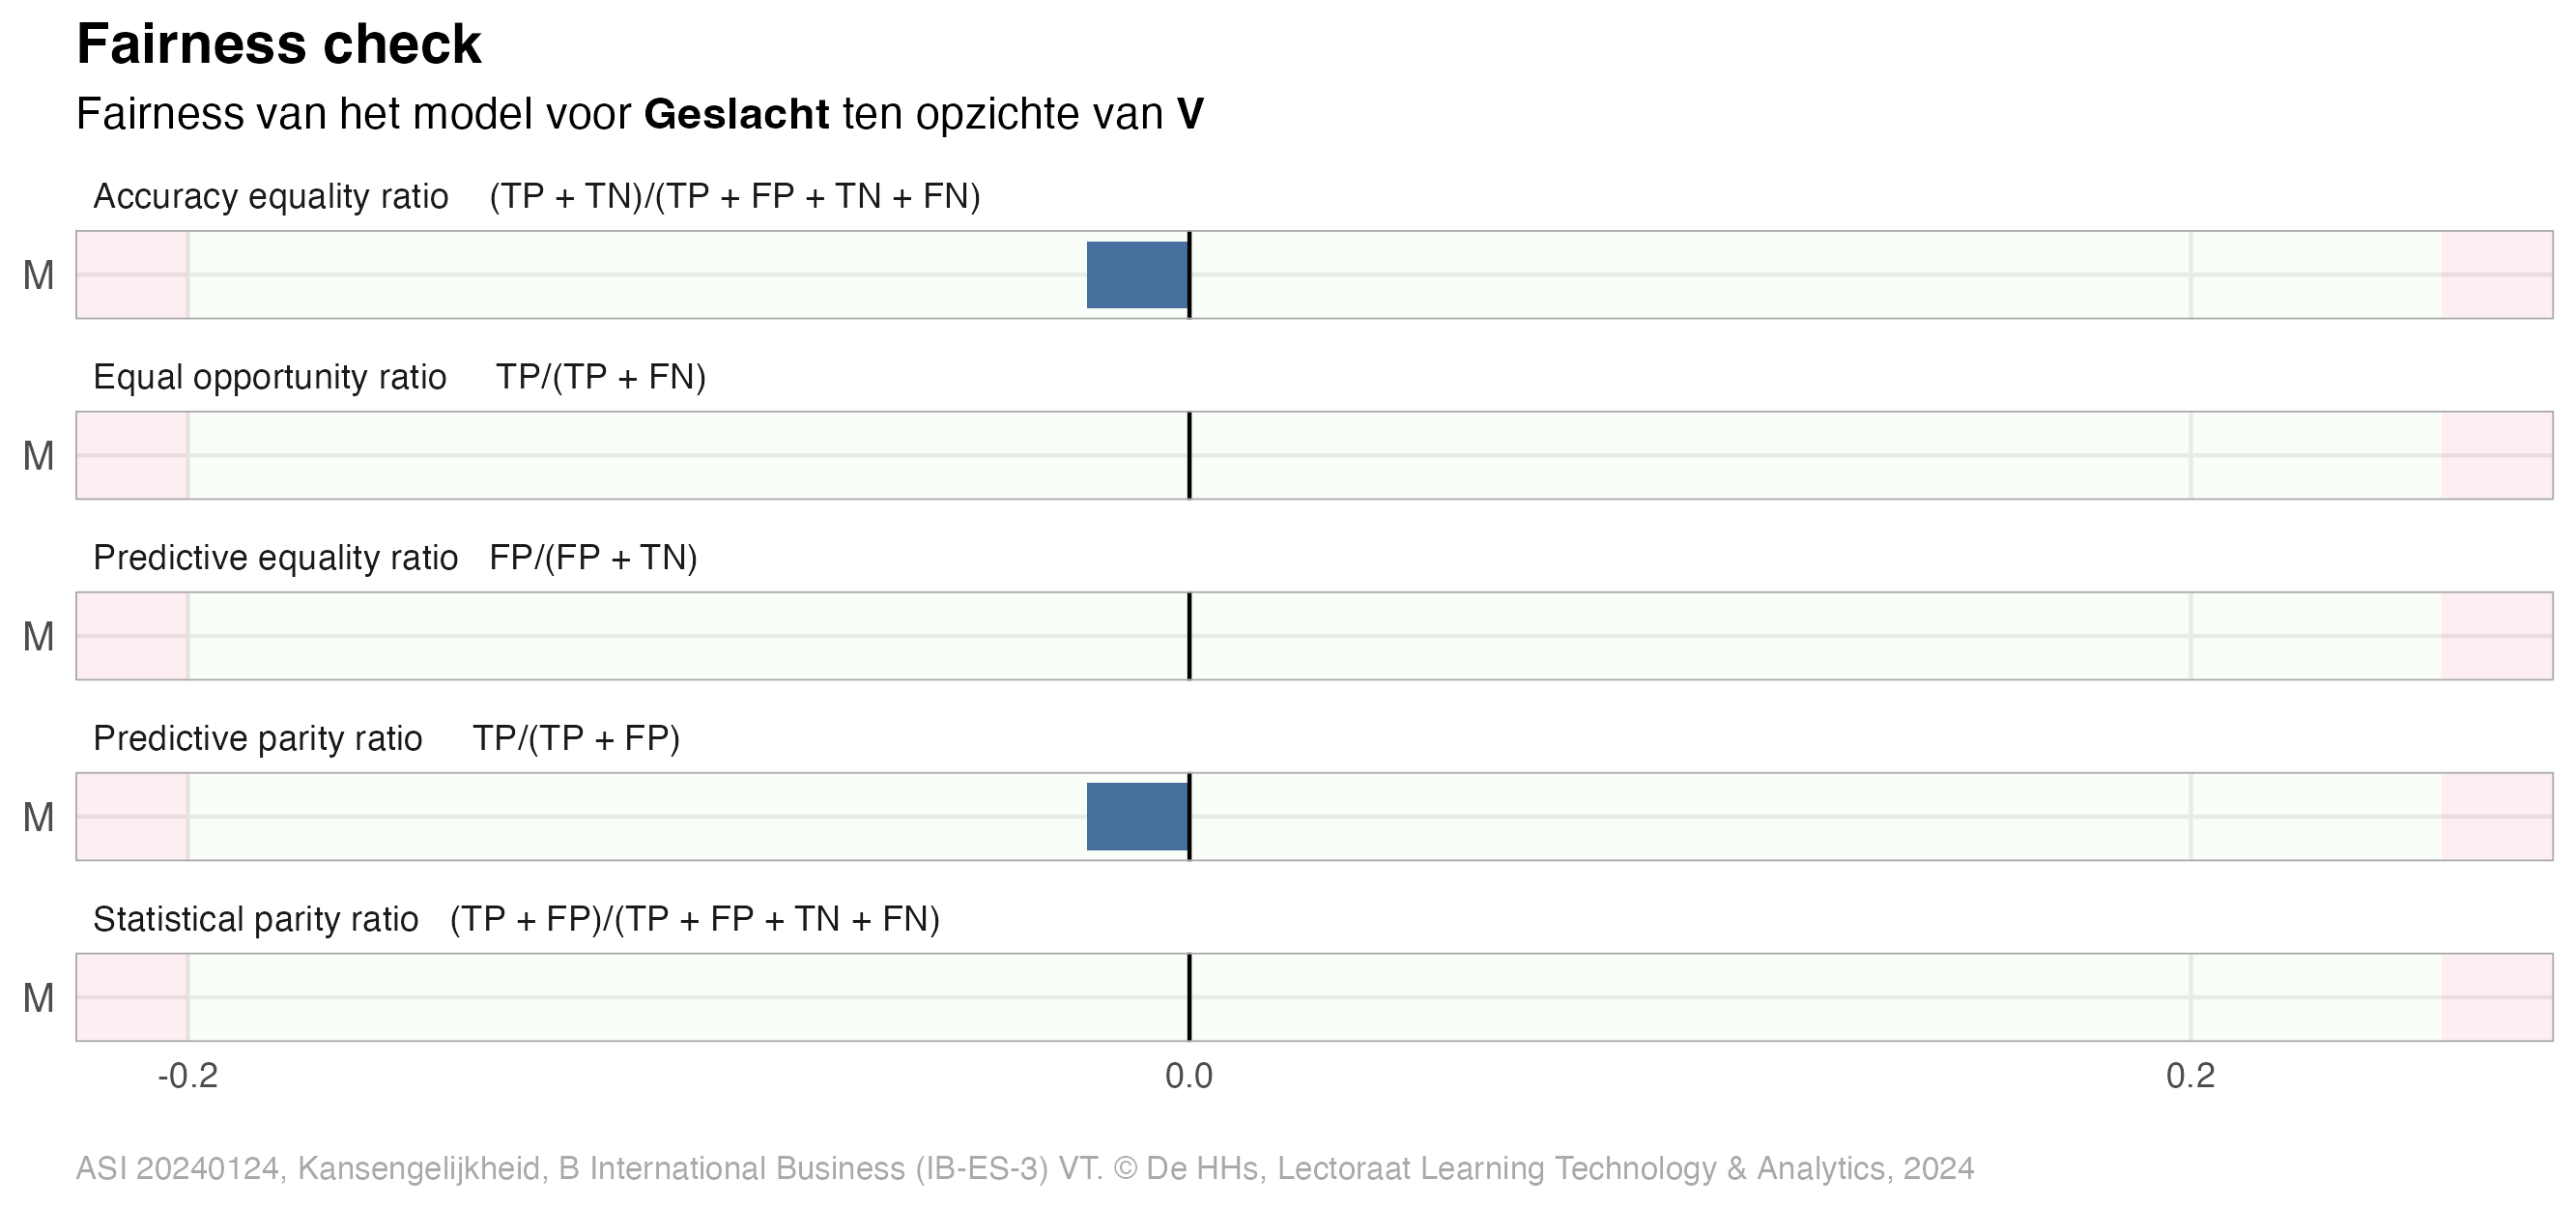 Fairness check
Fairness van het model voor Geslacht ten opzichte van V
Accuracy equality ratio (TP + TN)/(TP + FP + TN + FN)
M
Equal opportunity ratio TP/(TP + FN)
M
Predictive equality ratio FP/(FP + TN)
M
Predictive parity ratio TP/(TP + FP)
M
Statistical parity ratio (TP + FP)/(TP + FP + TN + FN)
M
-0.2 0.0 0.2
ASI 20240124, Kansengelijkheid, B International Business (IB-ES-3) VT. © De HHs, Lectoraat Learning Technology & Analytics, 2024